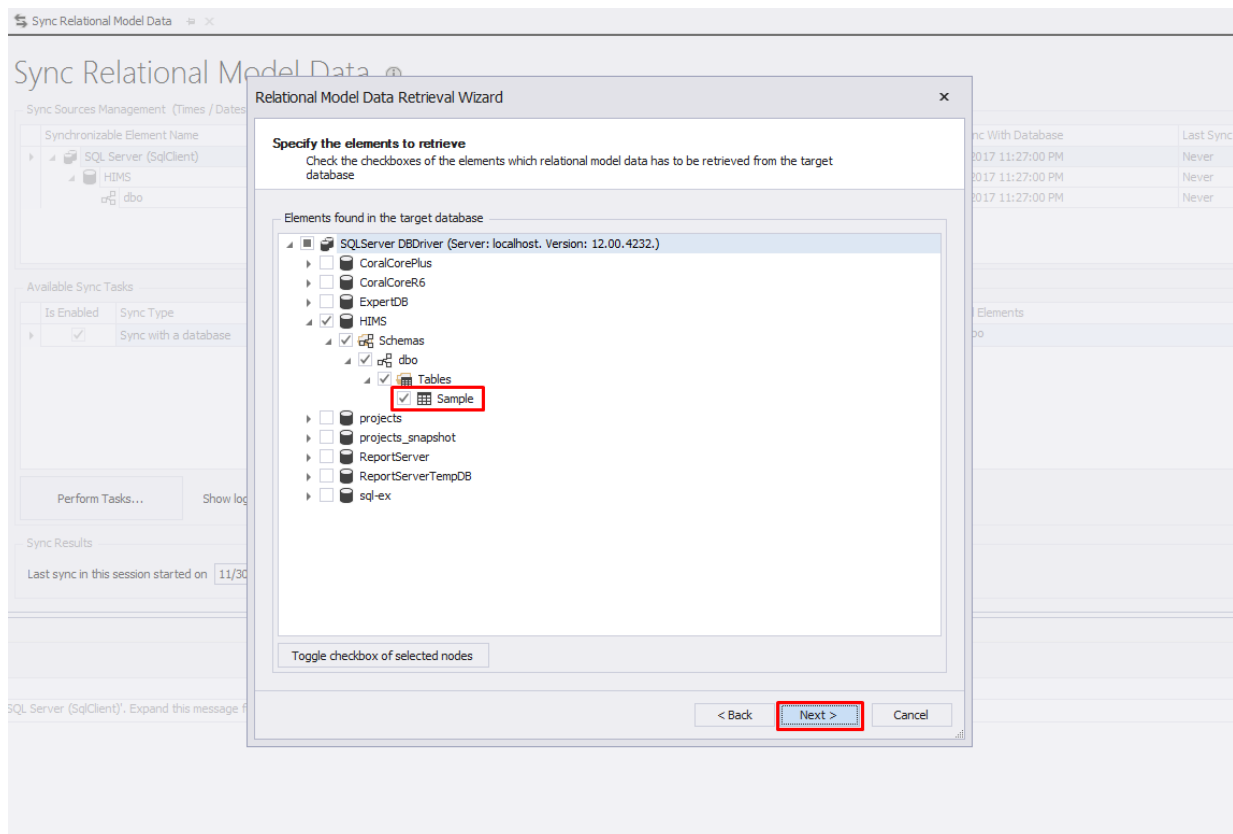 Sync Relational Model Data
Sync Relational Model Data
Sync Sources Management (Times / Dates
Synchronizable Element Name
nc With Database
Last Sync
SQL Server (SqlClient)
2017 11:27:00 PM
Never
HIMS
2017 11:27:00 PM
Never
dbo
2017 11:27:00 PM
Never
Available Sync Tasks
Is Enabled
Sync Type
Elements
Sync with a database
bo
Perform Tasks...
Show log
Sync Results
Last sync in this session started on
11/30
SQL Server (SqlClient)'. Expand this message f
Relational Model Data Retrieval Wizard
Specify the elements to retrieve
Check the checkboxes of the elements which relational model data has to be retrieved from the target
database
Elements found in the target database
SQLServer DBDriver (Server: localhost. Version: 12.00.4232.)
CoralCorePlus
CoralCoreR6
ExpertDB
HIMS
Schemas
dbo
Tables
Sample
projects
projects_snapshot
ReportServer
ReportServerTempDB
sql-ex
Toggle checkbox of selected nodes
< Back
Next >
Cancel